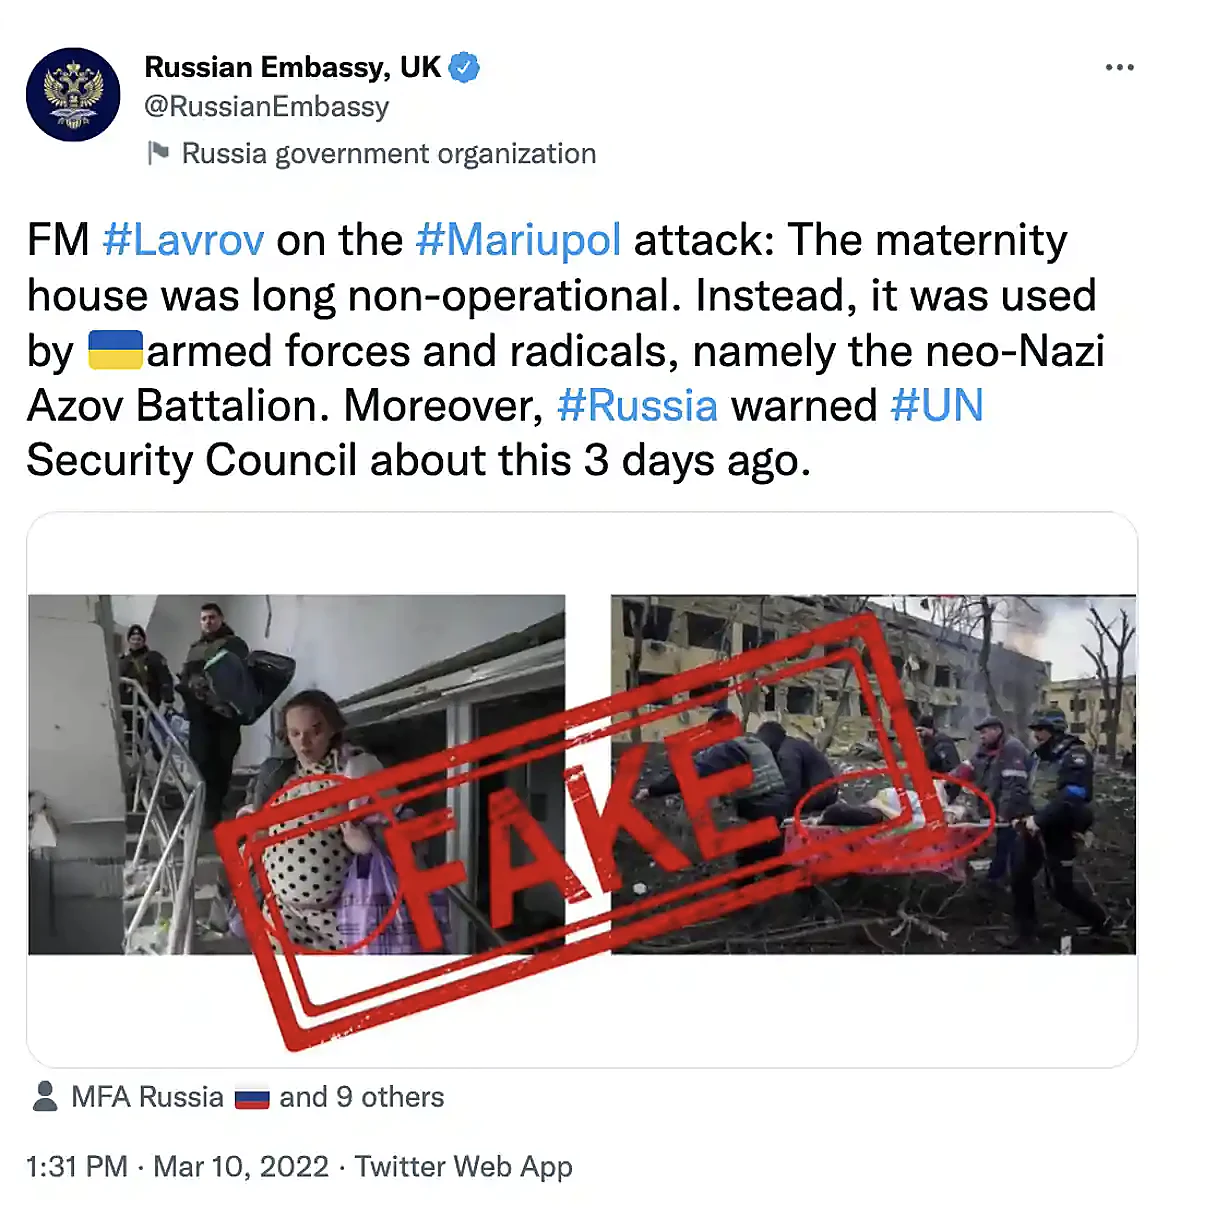 Russian Embassy, UK
@RussianEmbassy
Russia government organization
FM #Lavrov on the #Mariupol attack: The maternity
house was long non-operational. Instead, it was used
by 🇺🇦armed forces and radicals, namely the neo-Nazi
Azov Battalion. Moreover, #Russia warned #UN
Security Council about this 3 days ago.
FAKE
MFA Russia 🇷🇺 and 9 others
1:31 PM · Mar 10, 2022 · Twitter Web App